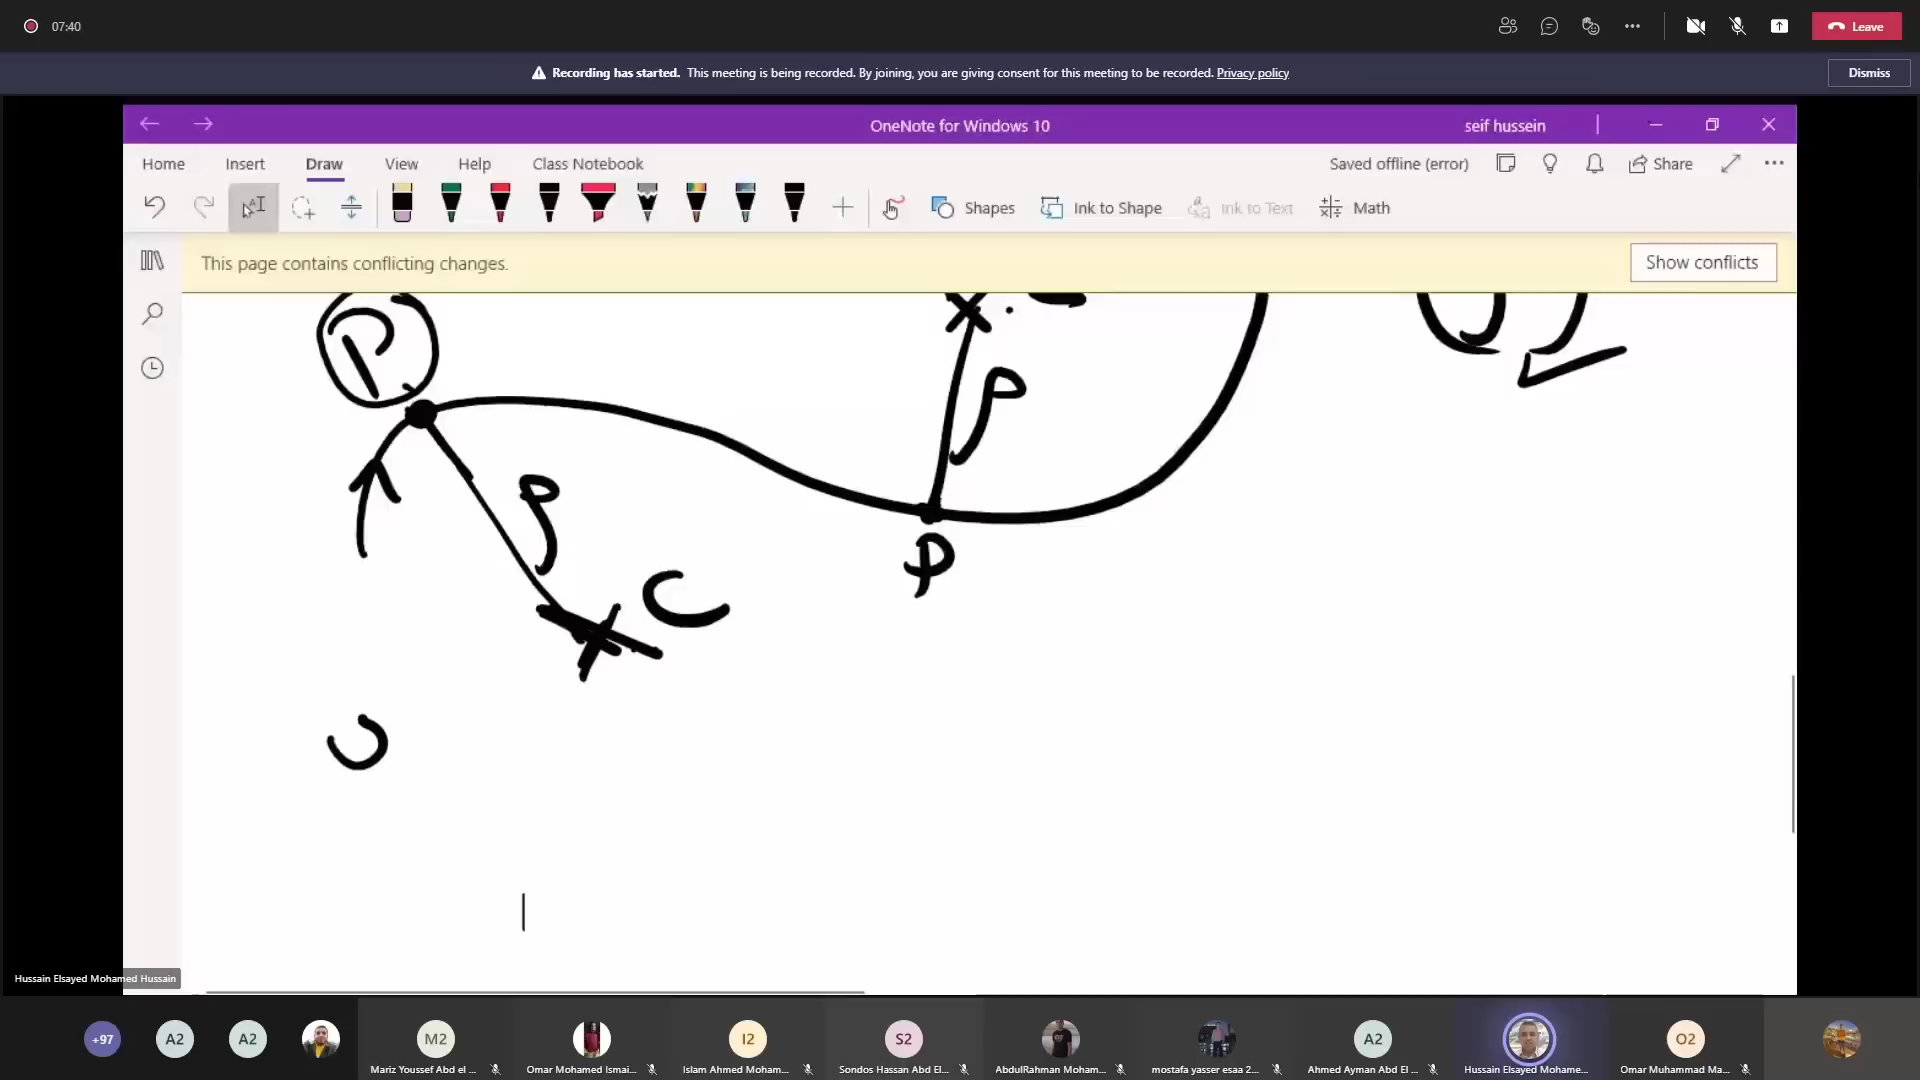 07:40
Leave
Recording has started. This meeting is being recorded. By joining, you are giving consent for this meeting to be recorded. Privacy policy
Dismiss
OneNote for Windows 10
seif hussein
Home Insert Draw View Help Class Notebook
Saved offline (error)
Share
Shapes
Ink to Shape
Ink to Text
Math
This page contains conflicting changes.
Show conflicts
P
ρ
ρ
C
P
Hussain Elsayed Mohamed Hussain
+97
A2
A2
M2
I2
S2
A2
O2
Mariz Youssef Abd el ...
Omar Mohamed Ismai...
Islam Ahmed Moham...
Sondos Hassan Abd El...
AbdulRahman Moham...
mostafa yasser esaa 2...
Ahmed Ayman Abd El ...
Hussain Elsayed Mohame...
Omar Muhammad Ma...